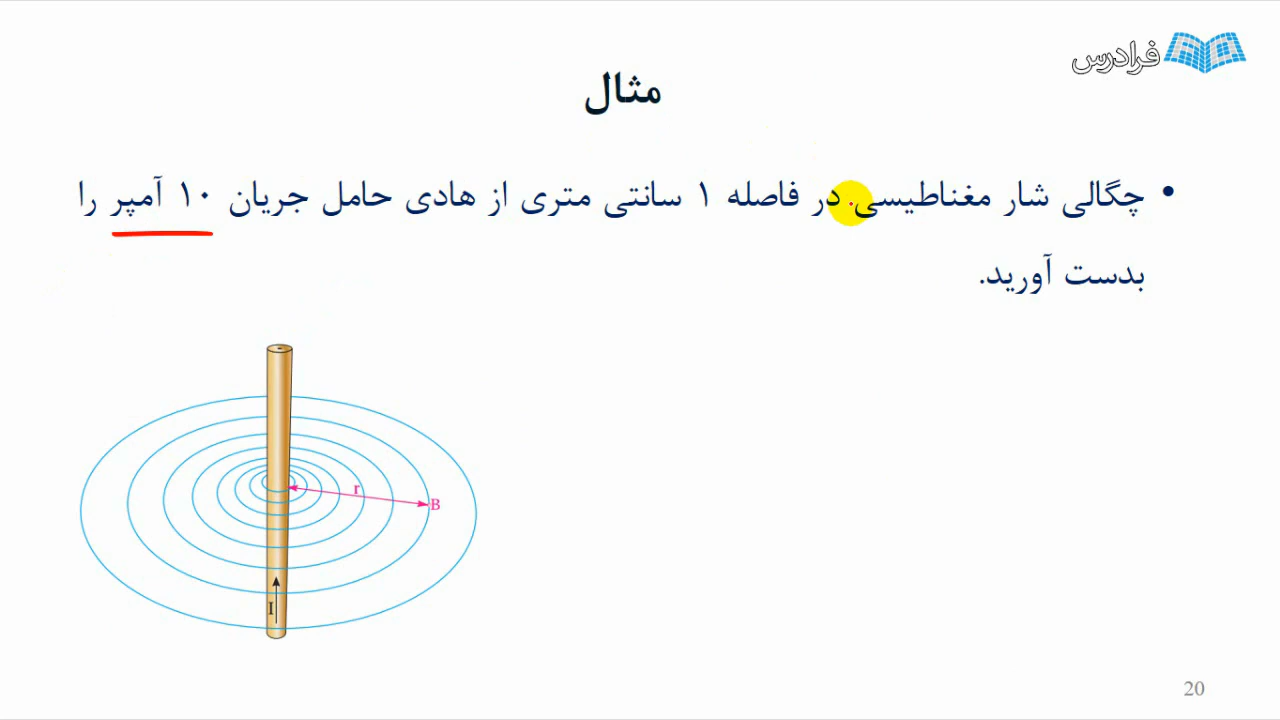 فرادرس
مثال
• چگالی شار مغناطیسی در فاصله ۱ سانتی متری از هادی حامل جریان ۱۰ آمپر را
بدست آورید.
r
B
I
20